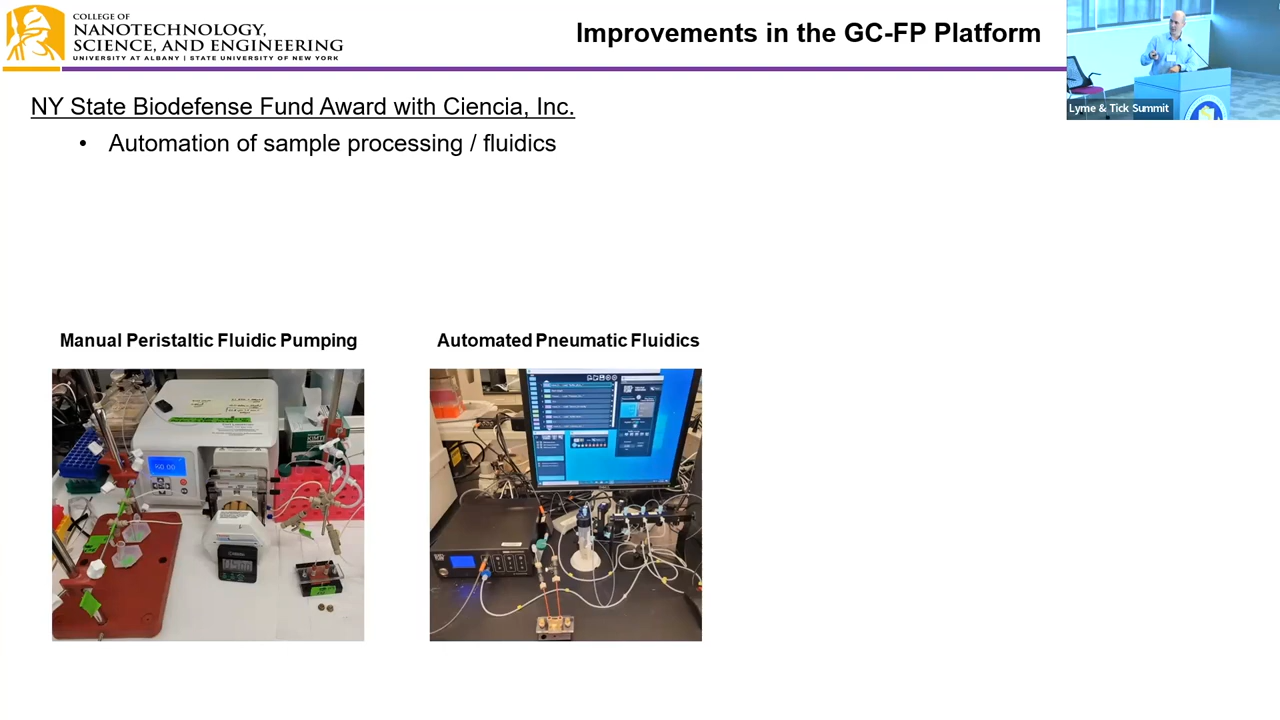 COLLEGE OF
NANOTECHNOLOGY,
SCIENCE, AND ENGINEERING
UNIVERSITY AT ALBANY | STATE UNIVERSITY OF NEW YORK
Improvements in the GC-FP Platform
Lyme & Tick Summit
NY State Biodefense Fund Award with Ciencia, Inc.
• Automation of sample processing / fluidics
Manual Peristaltic Fluidic Pumping
Automated Pneumatic Fluidics